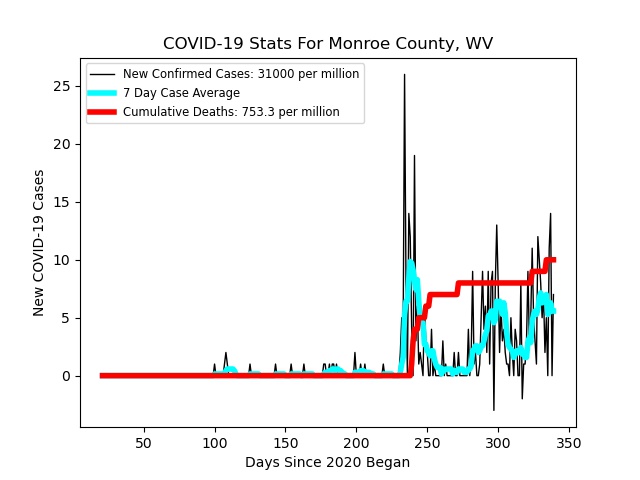 COVID-19 Stats For Monroe County, WV
New Confirmed Cases: 31000 per million
7 Day Case Average
Cumulative Deaths: 753.3 per million
New COVID-19 Cases
25
20
15
10
5
0
50
100
150
200
250
300
350
Days Since 2020 Began